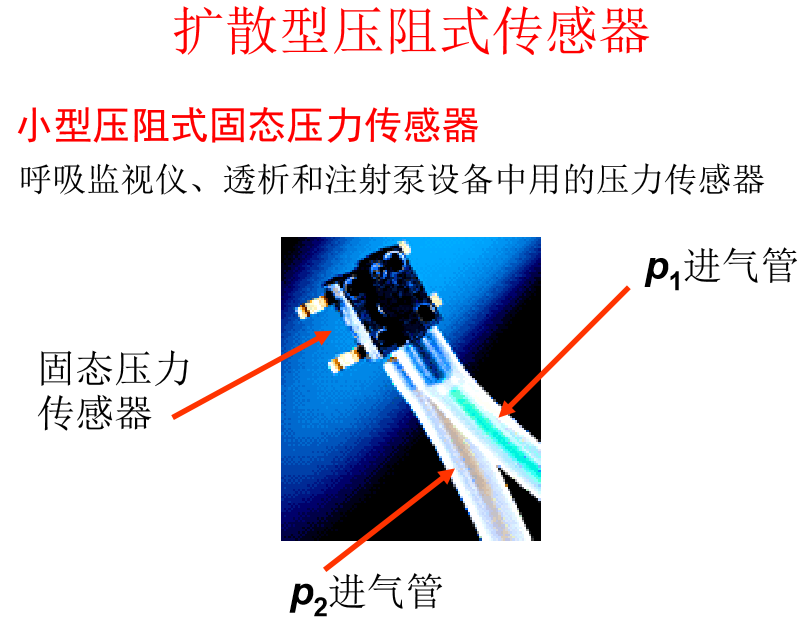 扩散型压阻式传感器
小型压阻式固态压力传感器
呼吸监视仪、透析和注射泵设备中用的压力传感器
p1进气管
固态压力
传感器
p2进气管